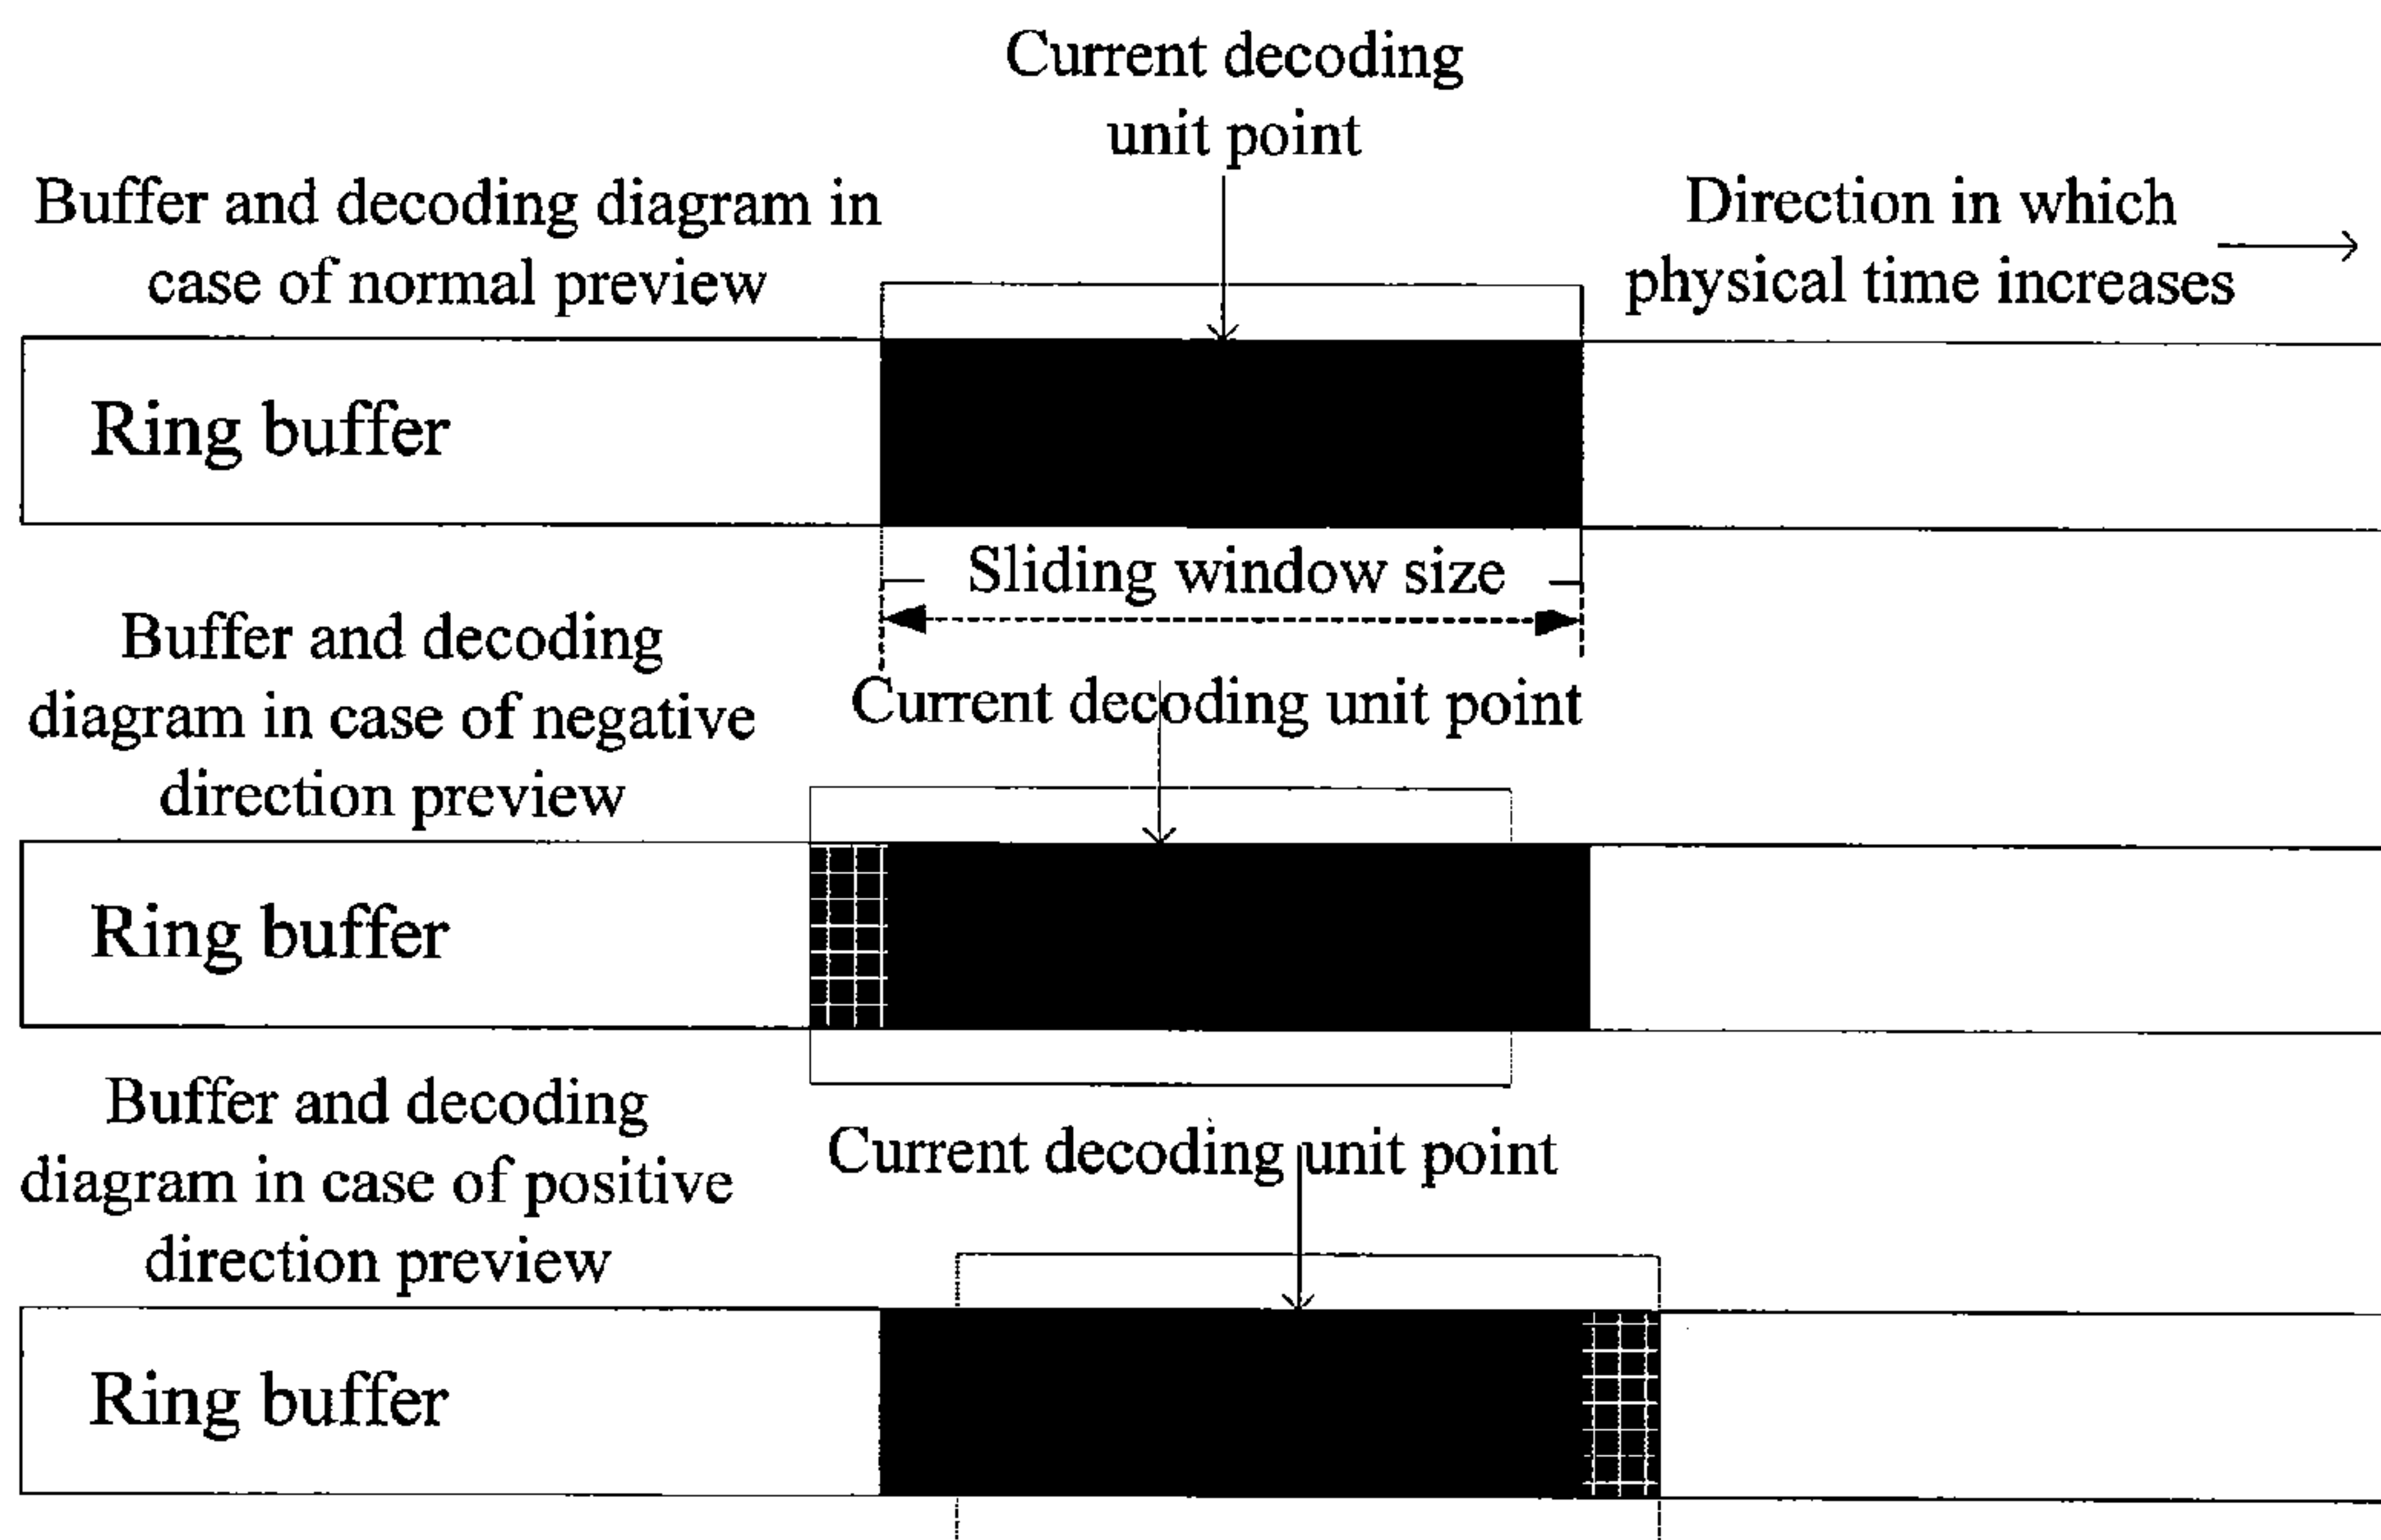 Current decoding
unit point
Buffer and decoding diagram in
case of normal preview
Direction in which
physical time increases
Ring buffer
Sliding window size
Buffer and decoding
diagram in case of negative
direction preview
Current decoding unit point
Ring buffer
Buffer and decoding
diagram in case of positive
direction preview
Current decoding unit point
Ring buffer